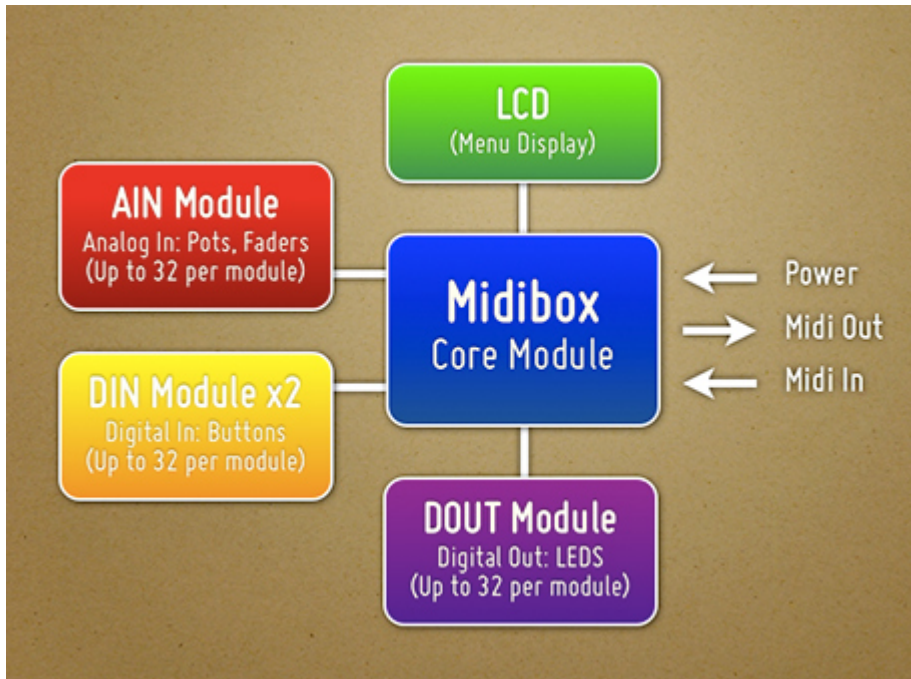 LCD
(Menu Display)
AIN Module
Analog In: Pots, Faders
(Up to 32 per module)
Midibox
Core Module
Power
Midi Out
Midi In
DIN Module x2
Digital In: Buttons
(Up to 32 per module)
DOUT Module
Digital Out: LEDS
(Up to 32 per module)